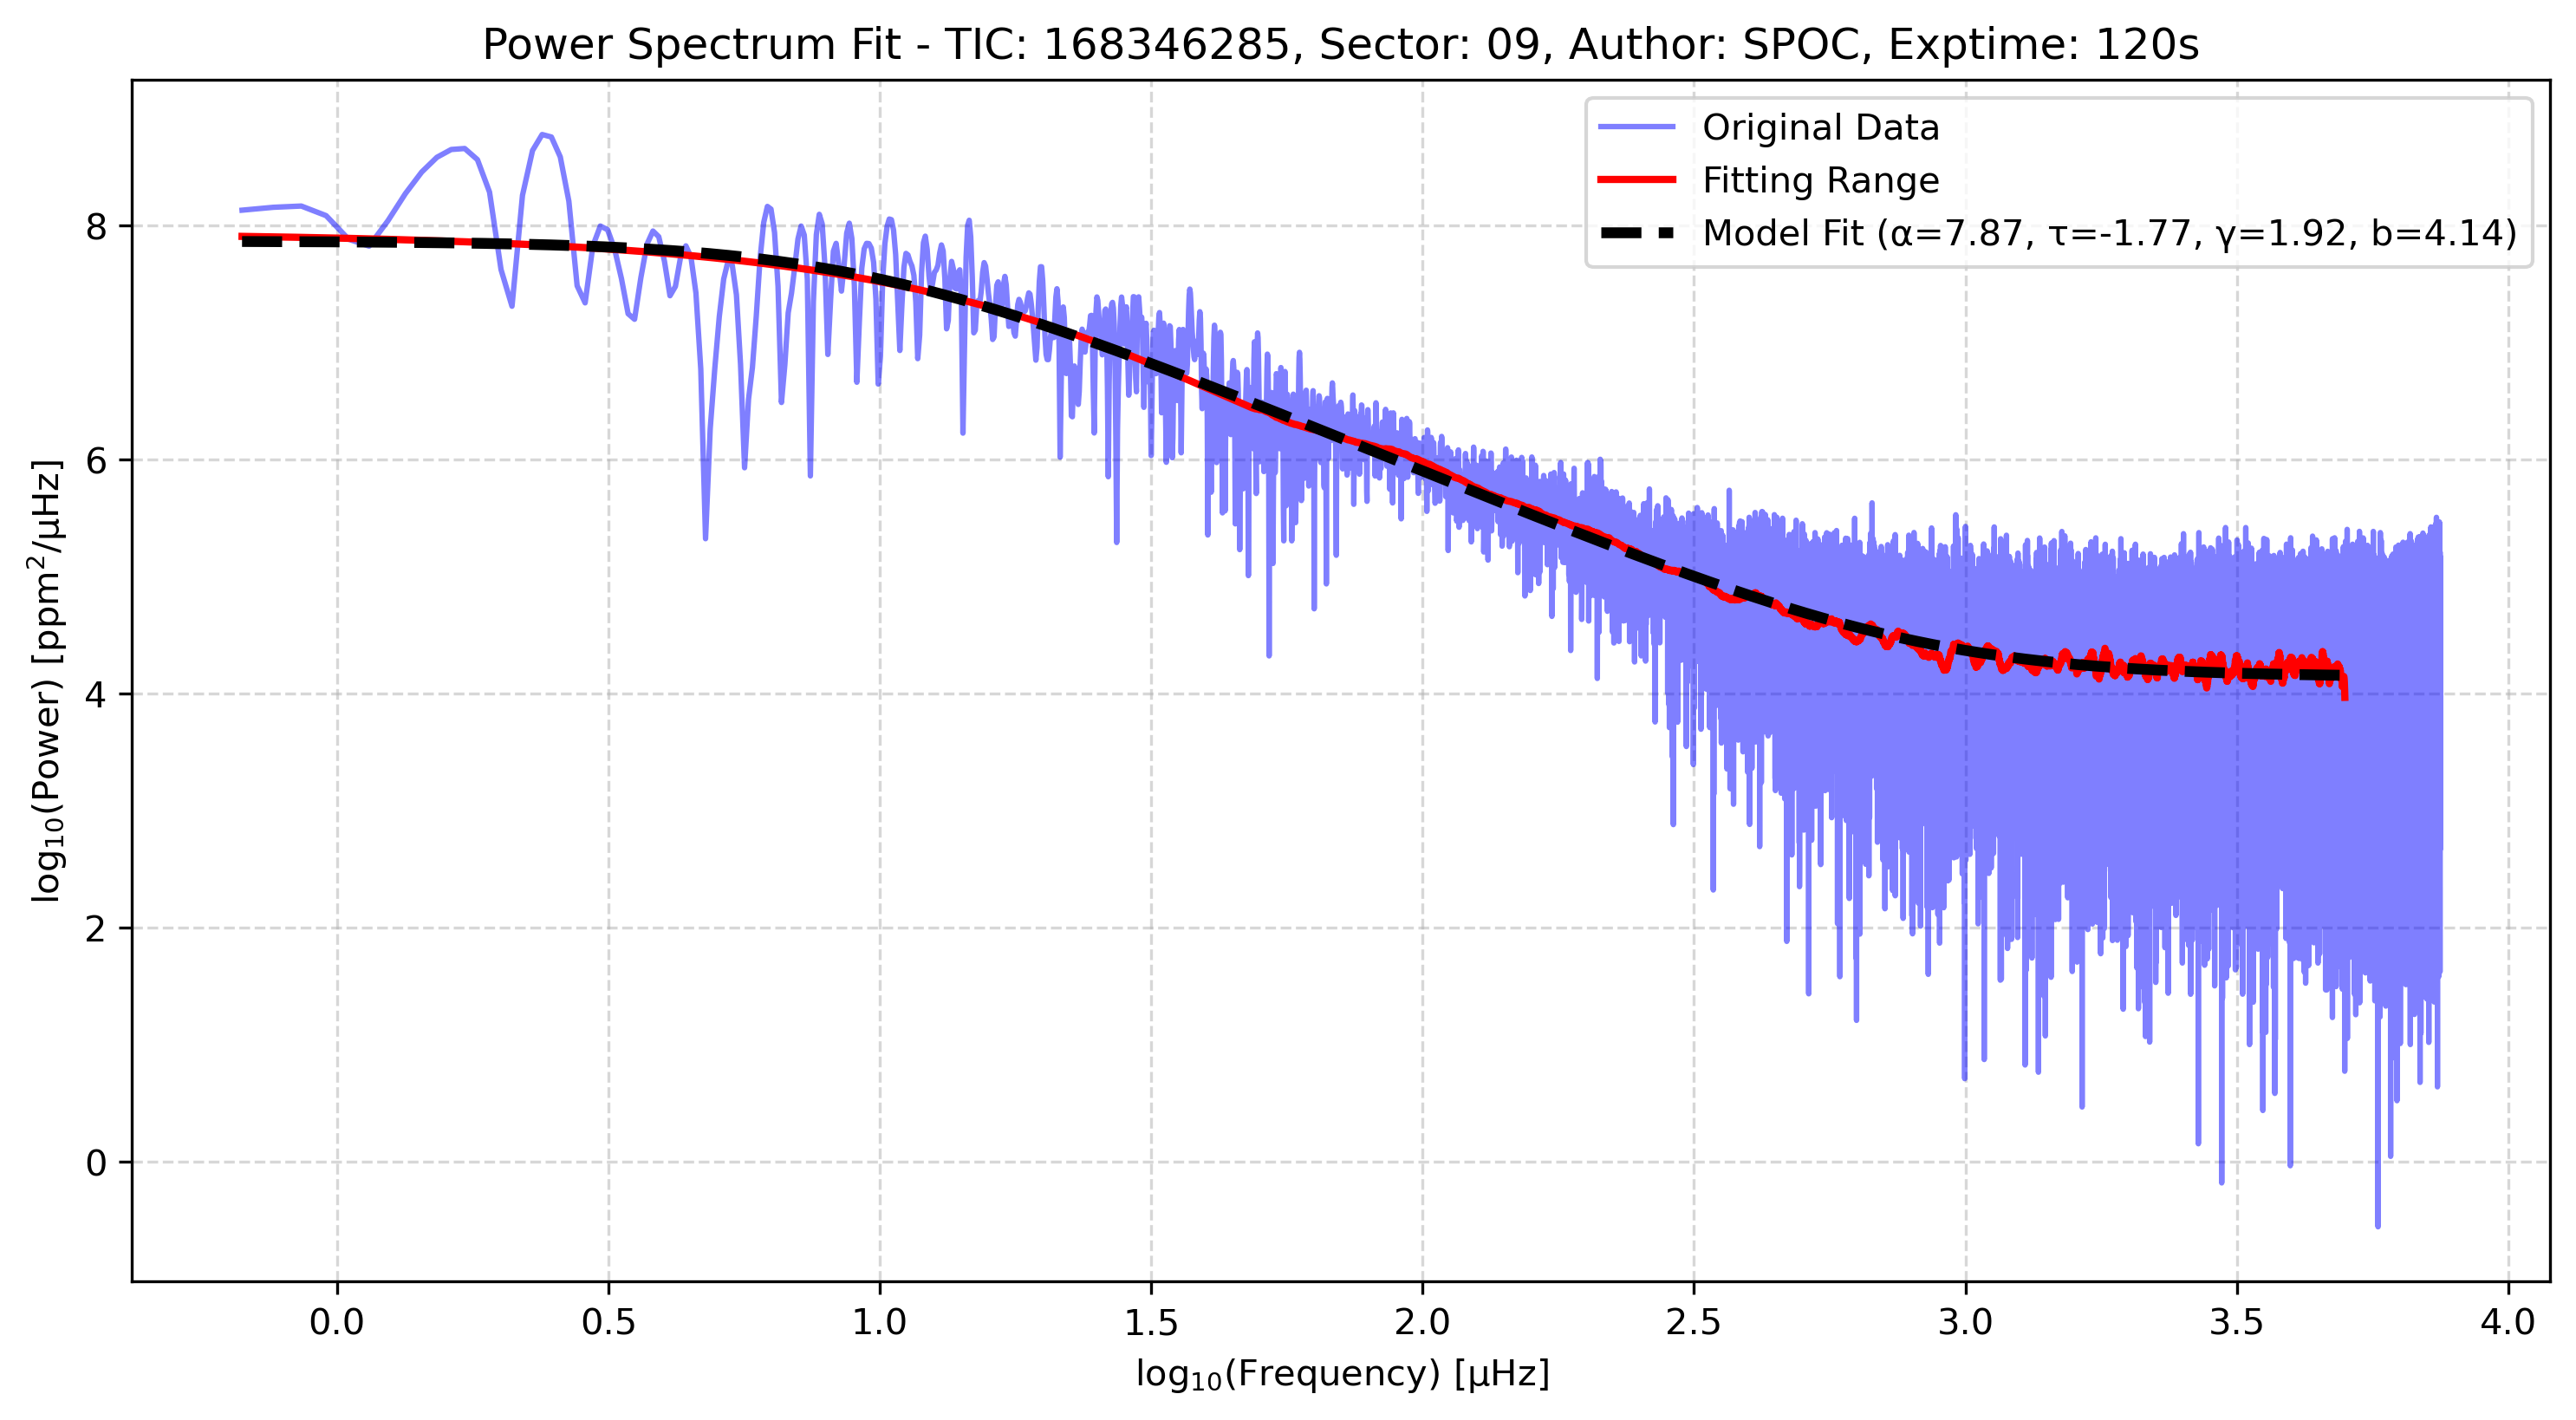 Power Spectrum Fit - TIC: 168346285, Sector: 09, Author: SPOC, Exptime: 120s
Original Data
Fitting Range
Model Fit (α=7.87, τ=-1.77, γ=1.92, b=4.14)
log₁₀(Power) [ppm²/μHz]
8
6
4
2
0
0.0 0.5 1.0 1.5 2.0 2.5 3.0 3.5 4.0
log₁₀(Frequency) [μHz]